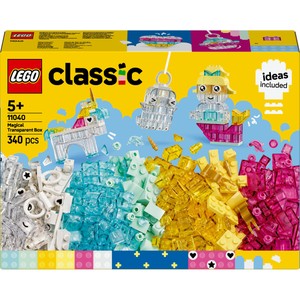 LEGO
classic
5+
11040
Magical
Transparent Box
340 pcs
ideas
included